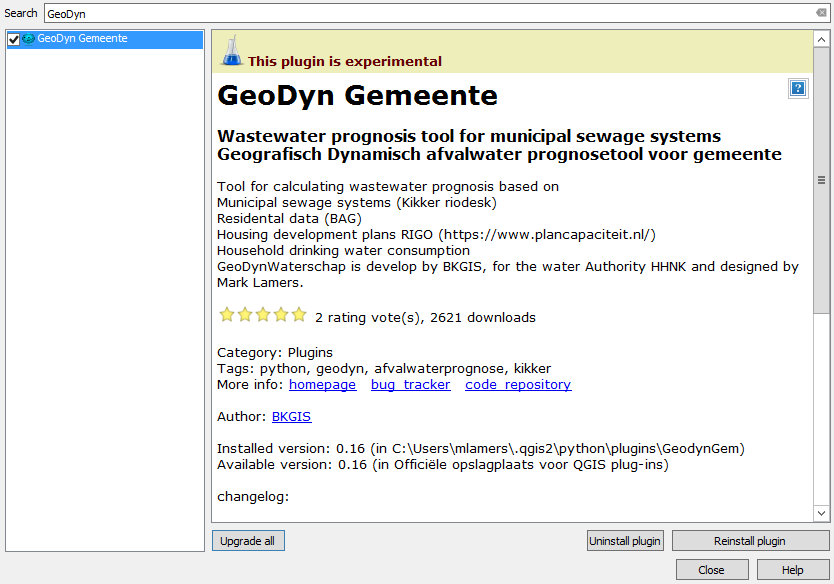 Search
GeoDyn
GeoDyn Gemeente
This plugin is experimental
GeoDyn Gemeente
?
Wastewater prognosis tool for municipal sewage systems
Geografisch Dynamisch afvalwater prognosetool voor gemeente
Tool for calculating wastewater prognosis based on
Municipal sewage systems (Kikker riodesk)
Residental data (BAG)
Housing development plans RIGO (https://www.plancapaciteit.nl/)
Household drinking water consumption
GeoDynWaterschap is develop by BKGIS, for the water Authority HHNK and designed by
Mark Lamers.
2 rating vote(s), 2621 downloads
Category: Plugins
Tags: python, geodyn, afvalwaterprognose, kikker
More info: homepage bug_tracker code_repository
Author: BKGIS
Installed version: 0.16 (in C:\Users\mlamers\.qgis2\python\plugins\GeodynGem)
Available version: 0.16 (in Officiële opslagplaats voor QGIS plug-ins)
changelog:
Upgrade all
Uninstall plugin
Reinstall plugin
Close
Help